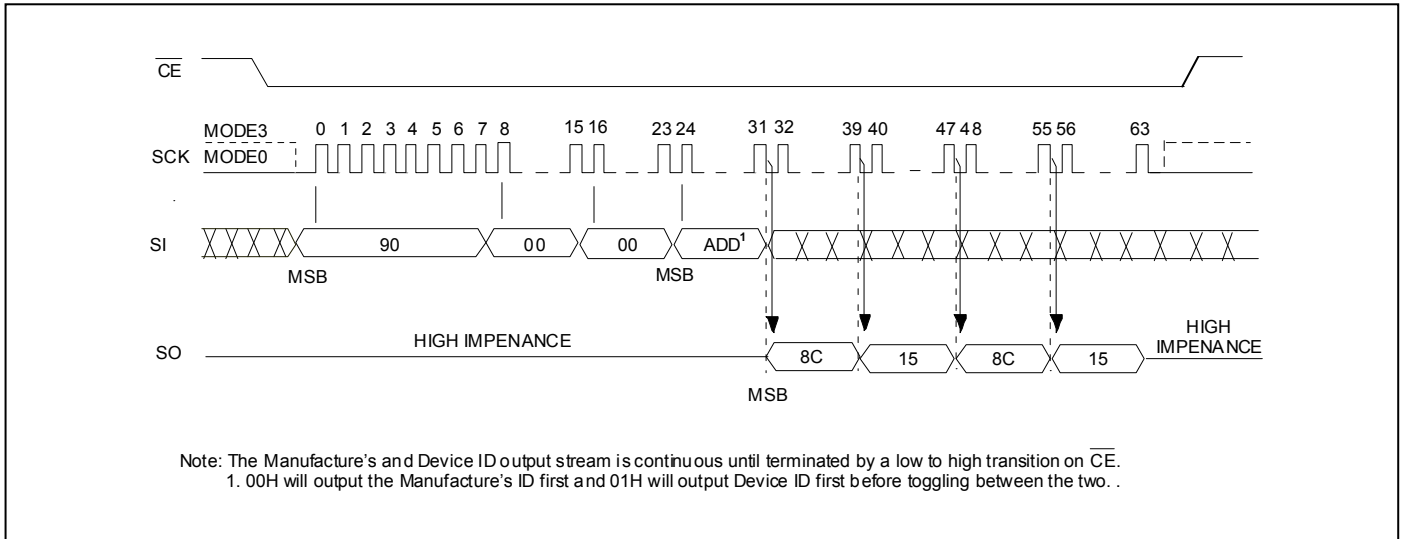 CE
MODE3
0 1 2 3 4 5 6 7 8 15 16 23 24 31 32 39 40 47 48 55 56 63
SCK MODE0
SI 90 00 00 ADD1
MSB MSB
SO HIGH IMPENANCE 8C 15 8C 15 HIGH IMPENANCE
MSB
Note: The Manufacture's and Device ID output stream is continuous until terminated by a low to high transition on CE.
1. 00H will output the Manufacture's ID first and 01H will output Device ID first before toggling between the two. .